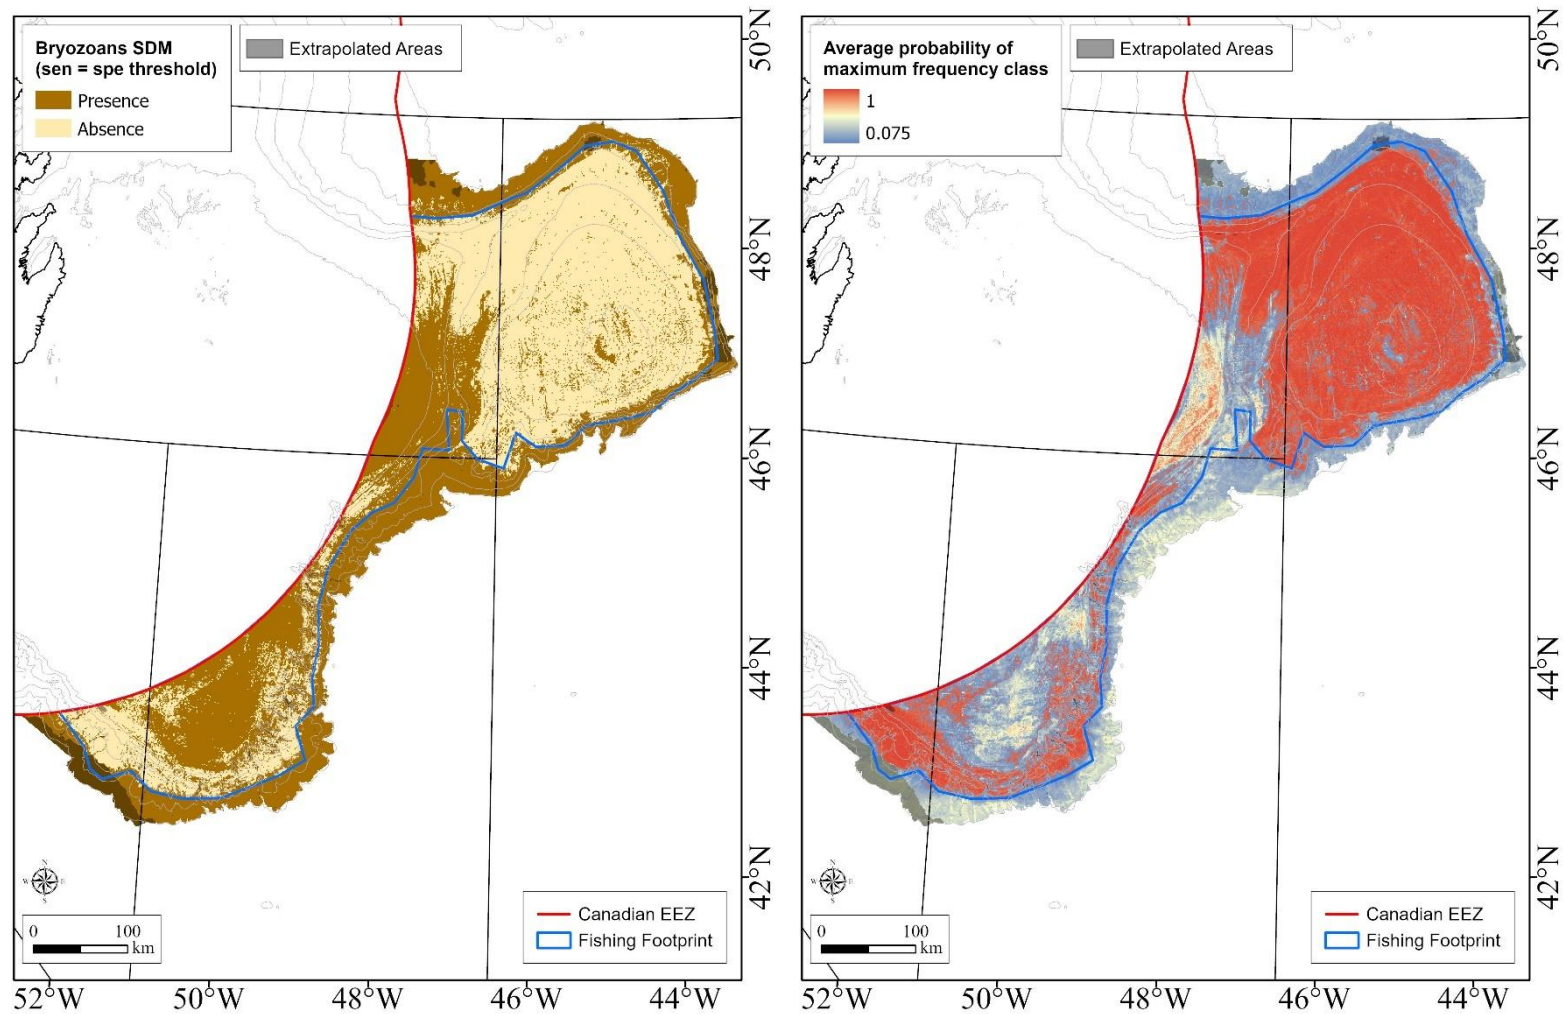 Bryozoans SDM
(sen = spe threshold)
Presence
Absence
Extrapolated Areas
N
W
E
S
0
100
km
Canadian EEZ
Fishing Footprint
52°W
50°W
48°W
46°W
44°W
50°N
48°N
46°N
44°N
42°N
Average probability of
maximum frequency class
1
0.075
Extrapolated Areas
N
W
E
S
0
100
km
Canadian EEZ
Fishing Footprint
52°W
50°W
48°W
46°W
44°W
50°N
48°N
46°N
44°N
42°N